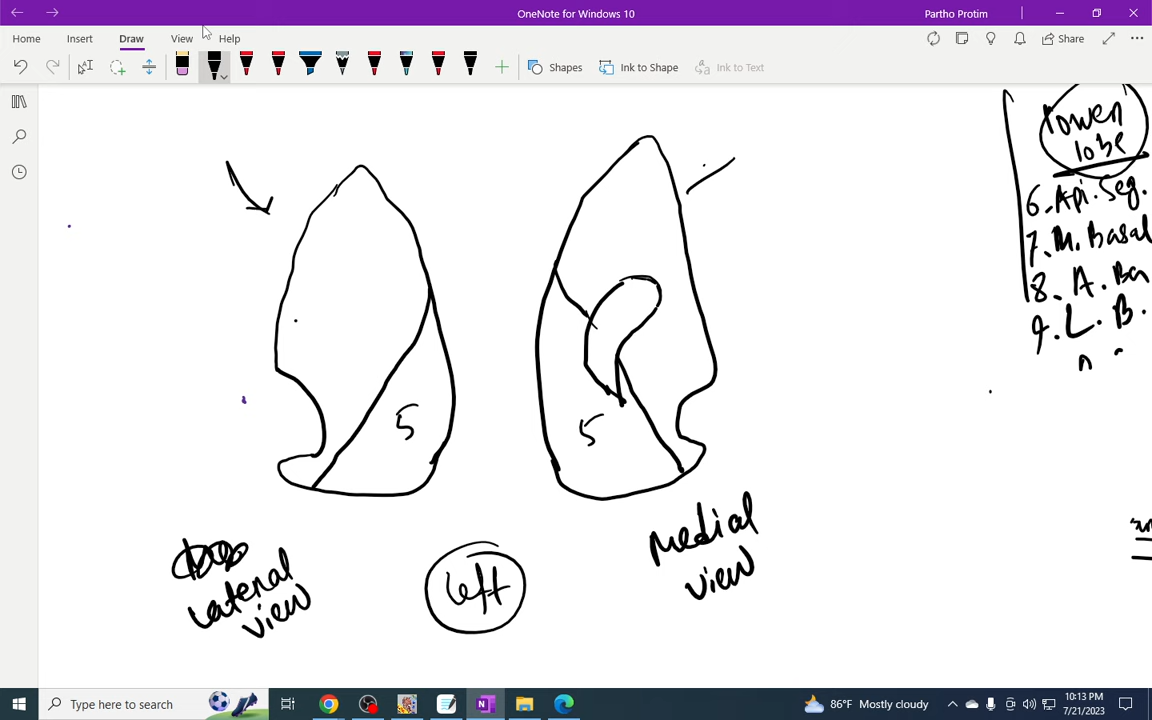 OneNote for Windows 10
Partho Protim
Home Insert Draw View Help
Share
Shapes
Ink to Shape
Ink to Text
lower
lobe
6. Api. Seg.
7. M. Basal
8. A. Ba
9. L. B.
5
5
Lateral
view
left
Medial
view
Type here to search
86°F Mostly cloudy
10:13 PM
7/21/2023